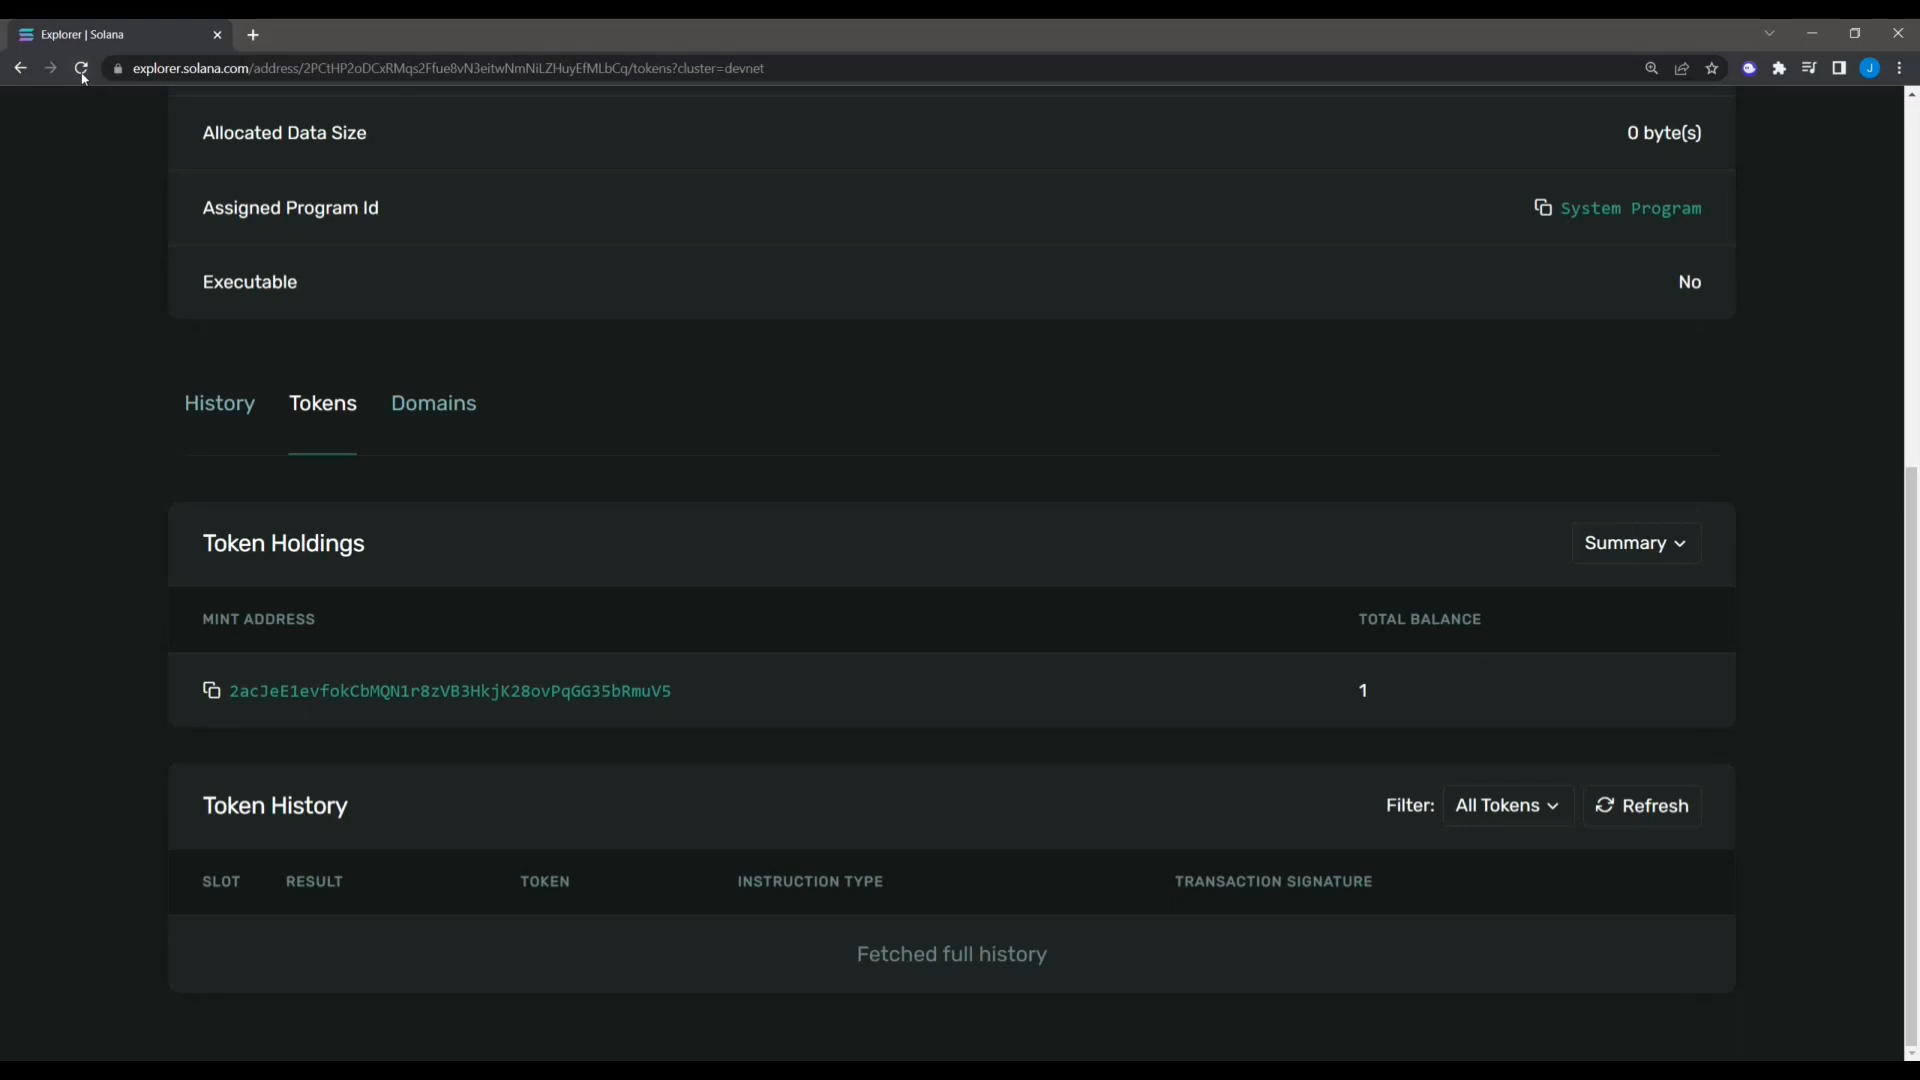 Explorer | Solana
explorer.solana.com/address/2PCtHP2oDCxRMqs2Ffue8vN3eitwNmNiLZHuyEfMLbCq/tokens?cluster=devnet
J
Allocated Data Size 0 byte(s)
Assigned Program Id System Program
Executable No
History Tokens Domains
Token Holdings Summary
MINT ADDRESS TOTAL BALANCE
2acJeE1evfokCbMQN1r8zVB3HkjK28ovPqGG35bRmuV5 1
Token History Filter: All Tokens Refresh
SLOT RESULT TOKEN INSTRUCTION TYPE TRANSACTION SIGNATURE
Fetched full history